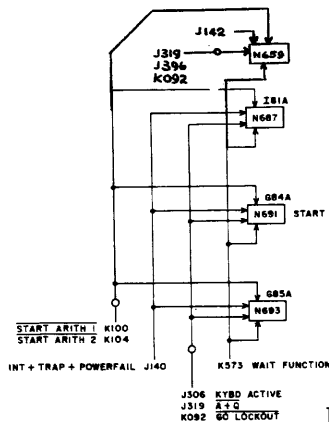 J142
J319
J396
K092
N659
I81A
N687
G84A
N691 START
G85A
N693
START ARITH 1 K100
START ARITH 2 K104
INT + TRAP + POWERFAIL J140
K573 WAIT FUNCTION
J306 KYBD ACTIVE
J319 A+Q
K092 GO LOCKOUT